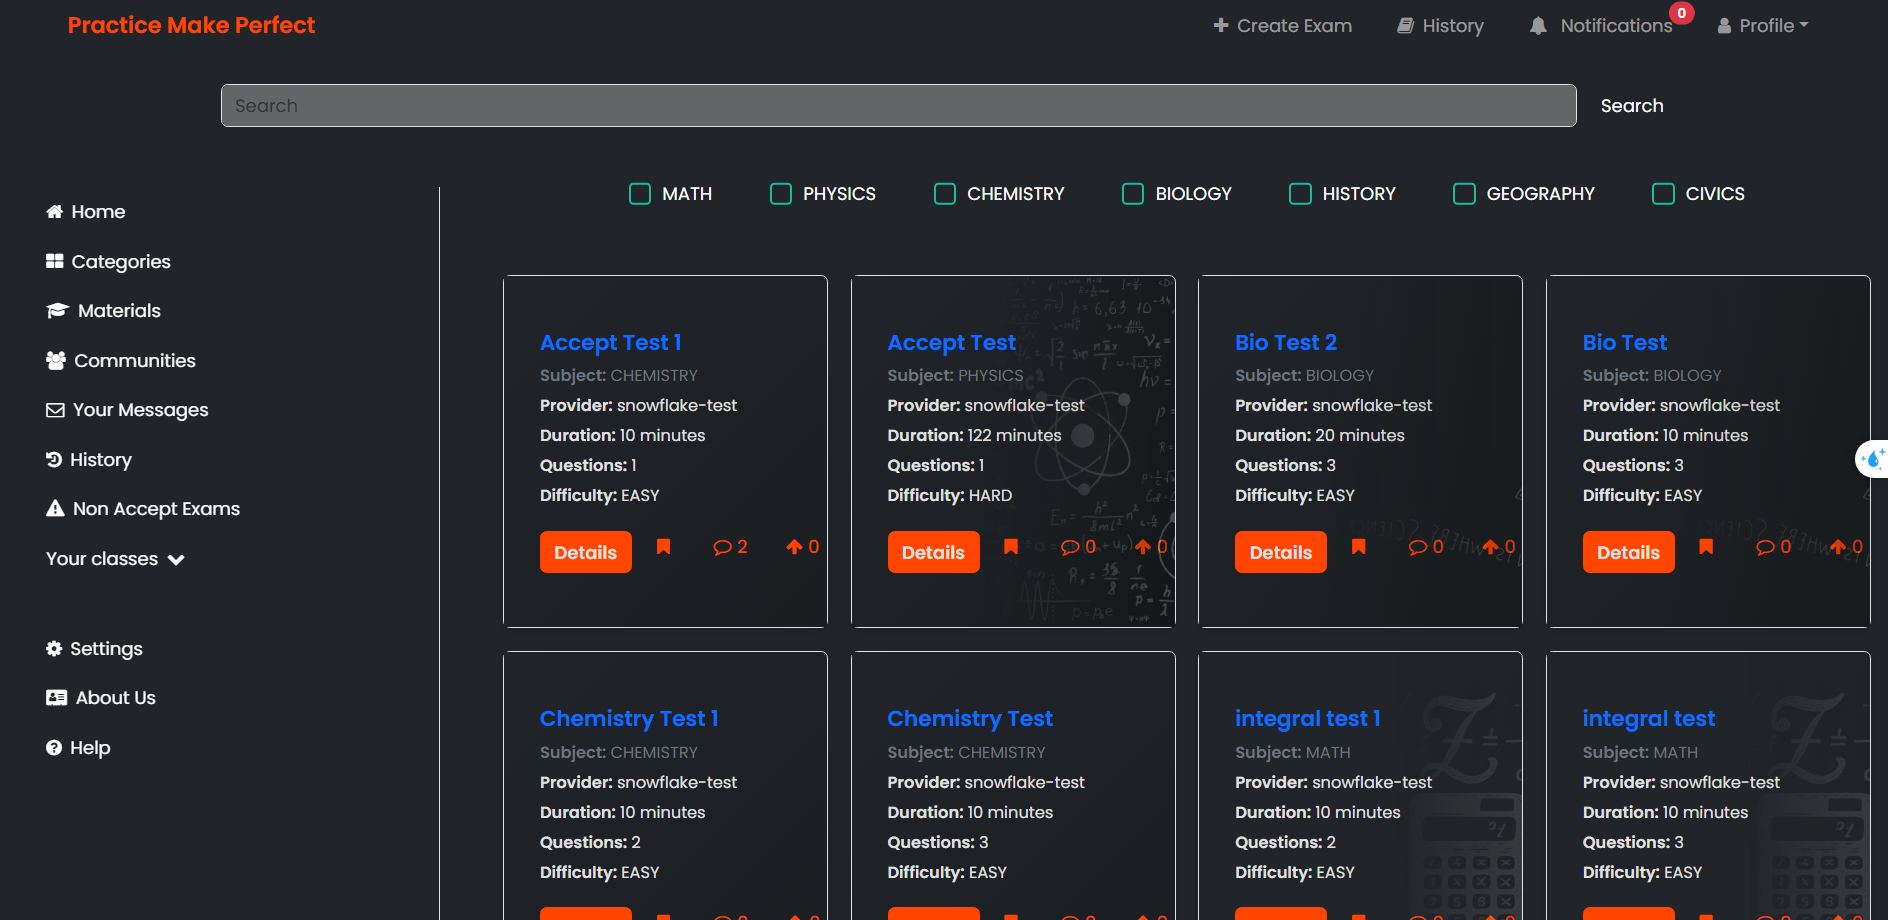 Practice Make Perfect
Create Exam
History
Notifications
0
Profile
Search
Search
Home
Categories
Materials
Communities
Your Messages
History
Non Accept Exams
Your classes
Settings
About Us
Help
MATH
PHYSICS
CHEMISTRY
BIOLOGY
HISTORY
GEOGRAPHY
CIVICS
Accept Test 1
Subject: CHEMISTRY
Provider: snowflake-test
Duration: 10 minutes
Questions: 1
Difficulty: EASY
Details
2
0
Accept Test
Subject: PHYSICS
Provider: snowflake-test
Duration: 122 minutes
Questions: 1
Difficulty: HARD
Details
0
0
Bio Test 2
Subject: BIOLOGY
Provider: snowflake-test
Duration: 20 minutes
Questions: 3
Difficulty: EASY
Details
0
0
Bio Test
Subject: BIOLOGY
Provider: snowflake-test
Duration: 10 minutes
Questions: 3
Difficulty: EASY
Details
0
0
Chemistry Test 1
Subject: CHEMISTRY
Provider: snowflake-test
Duration: 10 minutes
Questions: 2
Difficulty: EASY
Chemistry Test
Subject: CHEMISTRY
Provider: snowflake-test
Duration: 10 minutes
Questions: 3
Difficulty: EASY
integral test 1
Subject: MATH
Provider: snowflake-test
Duration: 10 minutes
Questions: 2
Difficulty: EASY
integral test
Subject: MATH
Provider: snowflake-test
Duration: 10 minutes
Questions: 3
Difficulty: EASY